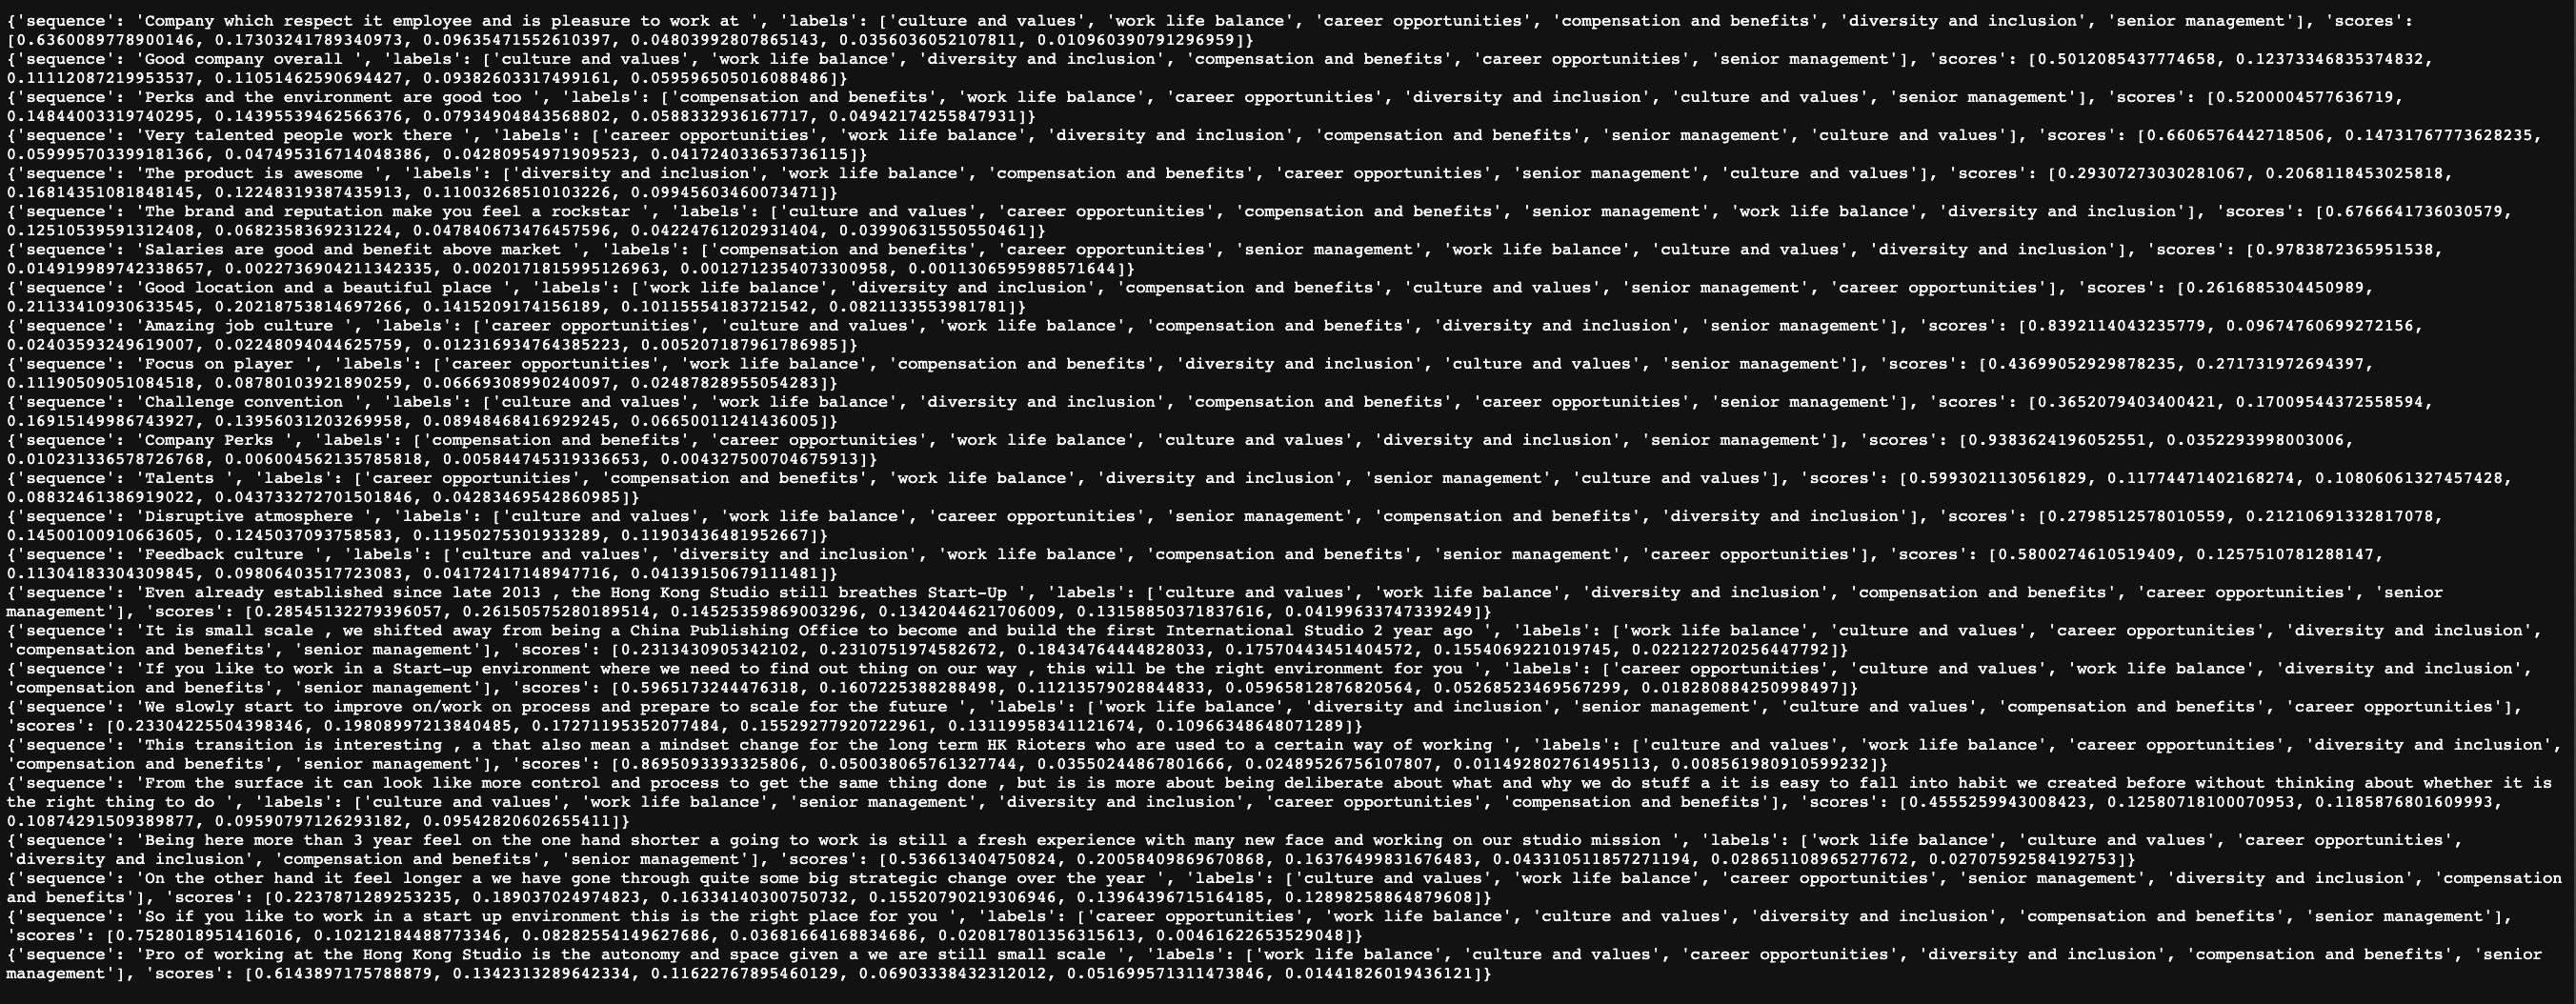 {'sequence': 'Company which respect it employee and is pleasure to work at ', 'labels': ['culture and values', 'work life balance', 'career opportunities', 'compensation and benefits', 'diversity and inclusion', 'senior management'], 'scores':
[0.6360089778900146, 0.17303241789340973, 0.09635471552610397, 0.04803992807865143, 0.0356036052107811, 0.010960390791296959]}
{'sequence': 'Good company overall ', 'labels': ['culture and values', 'work life balance', 'diversity and inclusion', 'compensation and benefits', 'career opportunities', 'senior management'], 'scores': [0.5012085437774658, 0.12373346835374832,
0.11112087219953537, 0.11051462590694427, 0.09382603317499161, 0.059596505016088486]}
{'sequence': 'Perks and the environment are good too ', 'labels': ['compensation and benefits', 'work life balance', 'career opportunities', 'diversity and inclusion', 'culture and values', 'senior management'], 'scores': [0.5200004577636719,
0.14844003319740295, 0.14395539462566376, 0.07934904843568802, 0.0588332936167717, 0.04942174255847931]}
{'sequence': 'Very talented people work there ', 'labels': ['career opportunities', 'work life balance', 'diversity and inclusion', 'compensation and benefits', 'senior management', 'culture and values'], 'scores': [0.6606576442718506, 0.14731767773628235,
0.059995703399181366, 0.047495316714048386, 0.04280954971909523, 0.041724033653736115]}
{'sequence': 'The product is awesome ', 'labels': ['diversity and inclusion', 'work life balance', 'compensation and benefits', 'career opportunities', 'senior management', 'culture and values'], 'scores': [0.29307273030281067, 0.2068118453025818,
0.16814351081848145, 0.12248319387435913, 0.11003268510103226, 0.09945603460073471]}
{'sequence': 'The brand and reputation make you feel a rockstar ', 'labels': ['culture and values', 'career opportunities', 'compensation and benefits', 'senior management', 'work life balance', 'diversity and inclusion'], 'scores': [0.6766641736030579,
0.12510539591312408, 0.0682358369231224, 0.047840673476457596, 0.04224761202931404, 0.03990631550550461]}
{'sequence': 'Salaries are good and benefit above market ', 'labels': ['compensation and benefits', 'career opportunities', 'senior management', 'work life balance', 'culture and values', 'diversity and inclusion'], 'scores': [0.9783872365951538,
0.014919989742338657, 0.0022736904211342335, 0.0020171815995126963, 0.0012712354073300958, 0.0011306595988571644]}
{'sequence': 'Good location and a beautiful place ', 'labels': ['work life balance', 'diversity and inclusion', 'compensation and benefits', 'culture and values', 'senior management', 'career opportunities'], 'scores': [0.2616885304450989,
0.21133410930633545, 0.20218753814697266, 0.1415209174156189, 0.10115554183721542, 0.0821133553981781]}
{'sequence': 'Amazing job culture ', 'labels': ['career opportunities', 'culture and values', 'work life balance', 'compensation and benefits', 'diversity and inclusion', 'senior management'], 'scores': [0.8392114043235779, 0.09674760699272156,
0.02403593249619007, 0.02248094044625759, 0.012316934764385223, 0.005207187961786985]}
{'sequence': 'Focus on player ', 'labels': ['career opportunities', 'work life balance', 'compensation and benefits', 'diversity and inclusion', 'culture and values', 'senior management'], 'scores': [0.43699052929878235, 0.271731972694397,
0.11190509051084518, 0.08780103921890259, 0.06669308990240097, 0.02487828955054283]}
{'sequence': 'Challenge convention ', 'labels': ['culture and values', 'work life balance', 'diversity and inclusion', 'compensation and benefits', 'career opportunities', 'senior management'], 'scores': [0.3652079403400421, 0.17009544372558594,
0.16915149986743927, 0.13956031203269958, 0.08948468416929245, 0.06650011241436005]}
{'sequence': 'Company Perks ', 'labels': ['compensation and benefits', 'career opportunities', 'work life balance', 'culture and values', 'diversity and inclusion', 'senior management'], 'scores': [0.9383624196052551, 0.0352293998003006,
0.010231336578726768, 0.006004562135785818, 0.005844745319336653, 0.004327500704675913]}
{'sequence': 'Talents ', 'labels': ['career opportunities', 'compensation and benefits', 'work life balance', 'diversity and inclusion', 'senior management', 'culture and values'], 'scores': [0.5993021130561829, 0.11774471402168274, 0.10806061327457428,
0.08832461386919022, 0.043733272701501846, 0.04283469542860985]}
{'sequence': 'Disruptive atmosphere ', 'labels': ['culture and values', 'work life balance', 'career opportunities', 'senior management', 'compensation and benefits', 'diversity and inclusion'], 'scores': [0.2798512578010559, 0.21210691332817078,
0.14500100910663605, 0.1245037093758583, 0.11950275301933289, 0.11903436481952667]}
{'sequence': 'Feedback culture ', 'labels': ['culture and values', 'diversity and inclusion', 'work life balance', 'compensation and benefits', 'senior management', 'career opportunities'], 'scores': [0.5800274610519409, 0.1257510781288147,
0.11304183304309845, 0.09806403517723083, 0.04172417148947716, 0.04139150679111481]}
{'sequence': 'Even already established since late 2013 , the Hong Kong Studio still breathes Start-Up ', 'labels': ['culture and values', 'work life balance', 'diversity and inclusion', 'compensation and benefits', 'career opportunities', 'senior
management'], 'scores': [0.28545132279396057, 0.26150575280189514, 0.14525359869003296, 0.1342044621706009, 0.13158850371837616, 0.04199633747339249]}
{'sequence': 'It is small scale , we shifted away from being a China Publishing Office to become and build the first International Studio 2 year ago ', 'labels': ['work life balance', 'culture and values', 'career opportunities', 'diversity and inclusion',
'compensation and benefits', 'senior management'], 'scores': [0.2313430905342102, 0.2310751974582672, 0.18434764444828033, 0.17570443451404572, 0.1554069221019745, 0.022122720256447792]}
{'sequence': 'If you like to work in a Start-up environment where we need to find out thing on our way , this will be the right environment for you ', 'labels': ['career opportunities', 'culture and values', 'work life balance', 'diversity and inclusion',
'compensation and benefits', 'senior management'], 'scores': [0.5965173244476318, 0.1607225388288498, 0.11213579028844833, 0.05965812876820564, 0.05268523469567299, 0.018280884250998497]}
{'sequence': 'We slowly start to improve on/work on process and prepare to scale for the future ', 'labels': ['work life balance', 'diversity and inclusion', 'senior management', 'culture and values', 'compensation and benefits', 'career opportunities'],
'scores': [0.23304225504398346, 0.19808997213840485, 0.17271195352077484, 0.15529277920722961, 0.13119958341121674, 0.10966348648071289]}
{'sequence': 'This transition is interesting , a that also mean a mindset change for the long term HK Rioters who are used to a certain way of working ', 'labels': ['culture and values', 'work life balance', 'career opportunities', 'diversity and inclusion',
'compensation and benefits', 'senior management'], 'scores': [0.8695093393325806, 0.050038065761327744, 0.03550244867801666, 0.02489526756107807, 0.011492802761495113, 0.008561980910599232]}
{'sequence': 'From the surface it can look like more control and process to get the same thing done , but is is more about being deliberate about what and why we do stuff a it is easy to fall into habit we created before without thinking about whether it is
the right thing to do ', 'labels': ['culture and values', 'work life balance', 'senior management', 'diversity and inclusion', 'career opportunities', 'compensation and benefits'], 'scores': [0.4555259943008423, 0.12580718100070953, 0.1185876801609993,
0.10874291509389877, 0.09590797126293182, 0.09542820602655411]}
{'sequence': 'Being here more than 3 year feel on the one hand shorter a going to work is still a fresh experience with many new face and working on our studio mission ', 'labels': ['work life balance', 'culture and values', 'career opportunities',
'diversity and inclusion', 'compensation and benefits', 'senior management'], 'scores': [0.536613404750824, 0.20058409869670868, 0.16376499831676483, 0.043310511857271194, 0.028651108965277672, 0.02707592584192753]}
{'sequence': 'On the other hand it feel longer a we have gone through quite some big strategic change over the year ', 'labels': ['culture and values', 'work life balance', 'career opportunities', 'senior management', 'diversity and inclusion', 'compensation
and benefits'], 'scores': [0.2237871289253235, 0.189037024974823, 0.16334140300750732, 0.1552079021930 6946, 0.13964396715164185, 0.12898258864879608]}
{'sequence': 'So if you like to work in a start up environment this is the right place for you ', 'labels': ['career opportunities', 'work life balance', 'culture and values', 'diversity and inclusion', 'compensation and benefits', 'senior management'],
'scores': [0.7528018951416016, 0.10212184488773346, 0.08282554149627686, 0.03681664168834686, 0.020817801356315613, 0.00461622653529048]}
{'sequence': 'Pro of working at the Hong Kong Studio is the autonomy and space given a we are still small scale ', 'labels': ['work life balance', 'culture and values', 'career opportunities', 'diversity and inclusion', 'compensation and benefits', 'senior
management'], 'scores': [0.6143897175788879, 0.1342313289642334, 0.11622767895460129, 0.06903338432312012, 0.051699571311473846, 0.01441826019436121]}